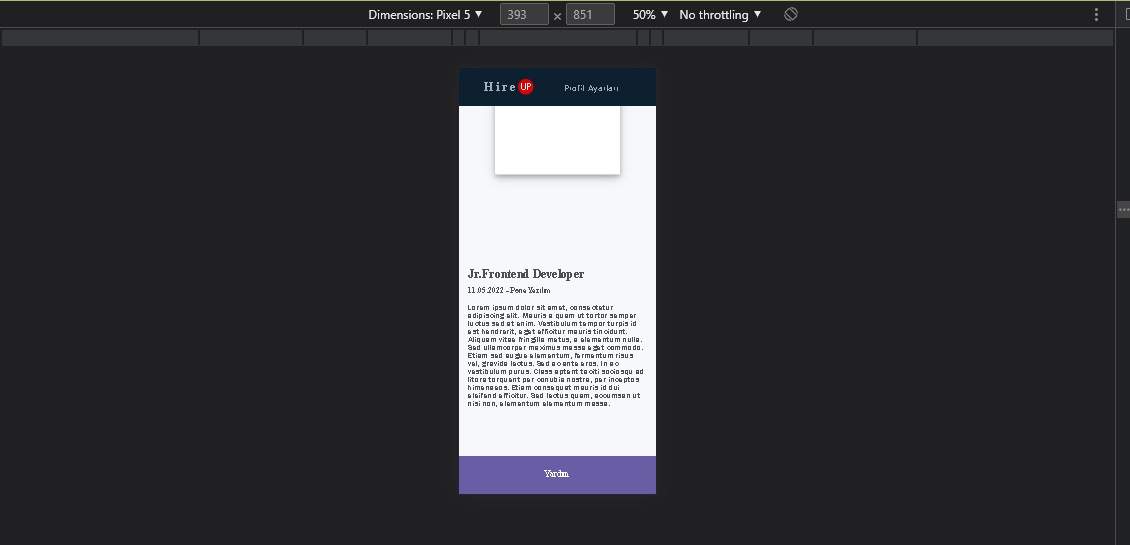 Dimensions: Pixel 5 393 × 851 50% No throttling
Hire UP Profil Ayarları
Jr.Frontend Developer
11.05.2022 - Pena Yazılım
Lorem ipsum dolor sit amet, consectetur
adipiscing elit. Mauris a quam ut tortor semper
luctus sed et enim. Vestibulum tempor turpis id
est hendrerit, eget efficitur mauris tincidunt.
Aliquam vitae fringilla metus, a elementum nulla.
Sed ullamcorper maximus massa eget commodo.
Etiam sed augue elementum, fermentum risus
vel, gravida lectus. Sed ac ante eros. In ac
vestibulum purus. Class aptent taciti sociosqu ad
litora torquent per conubia nostra, per inceptos
himenaeos. Etiam consequat mauris id dui
eleifend efficitur. Sed lectus quam, accumsan ut
nisi non, elementum elementum massa.
Yardım